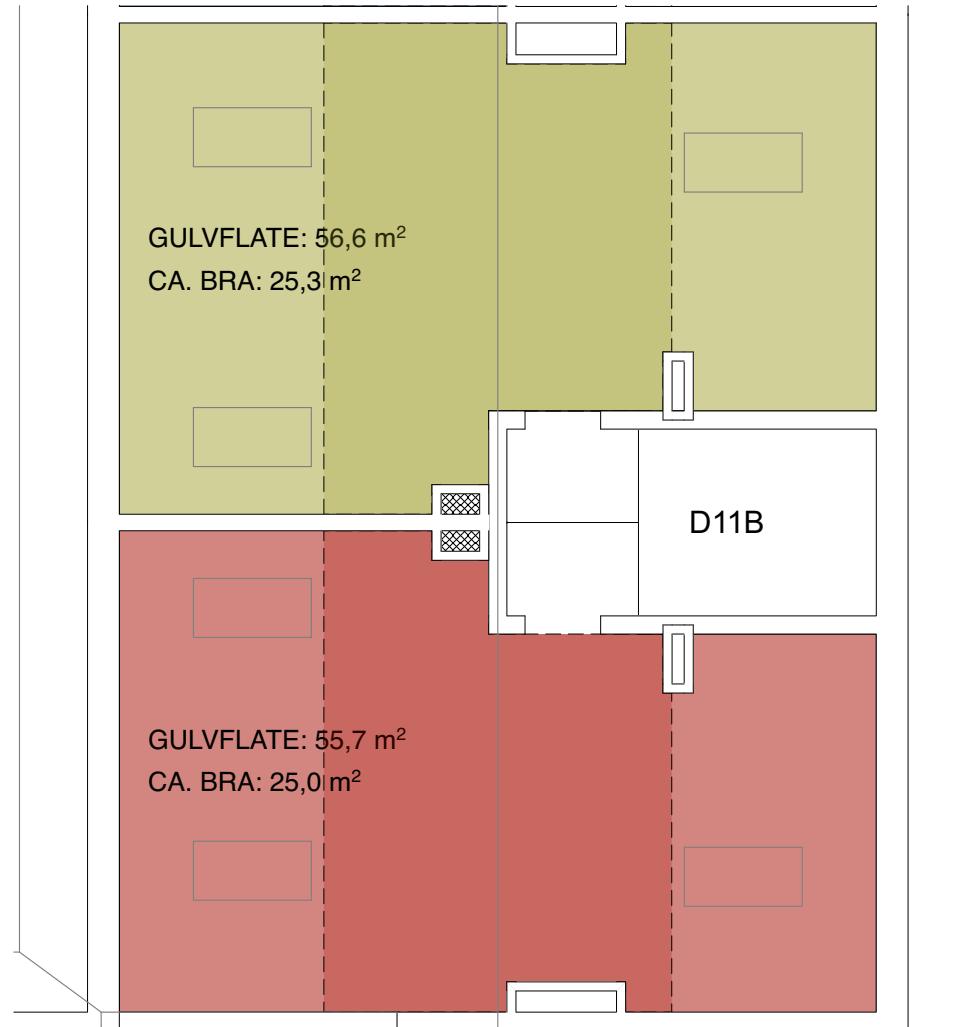 GULVFLATE: 56,6 m²
CA. BRA: 25,3 m²
D11B
GULVFLATE: 55,7 m²
CA. BRA: 25,0 m²